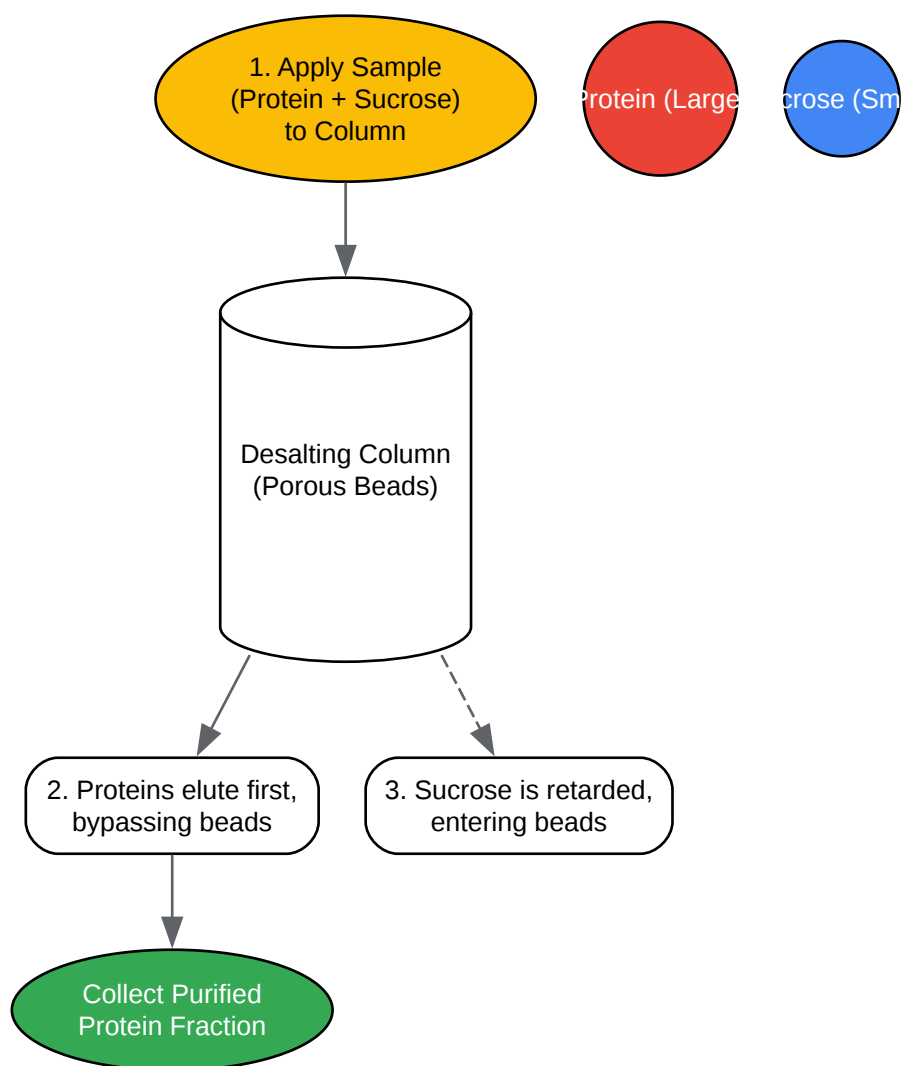 1. Apply Sample
(Protein + Sucrose)
to Column
Protein (Large
crose (Sm
Desalting Column
(Porous Beads)
2. Proteins elute first,
bypassing beads
3. Sucrose is retarded,
entering beads
Collect Purified
Protein Fraction